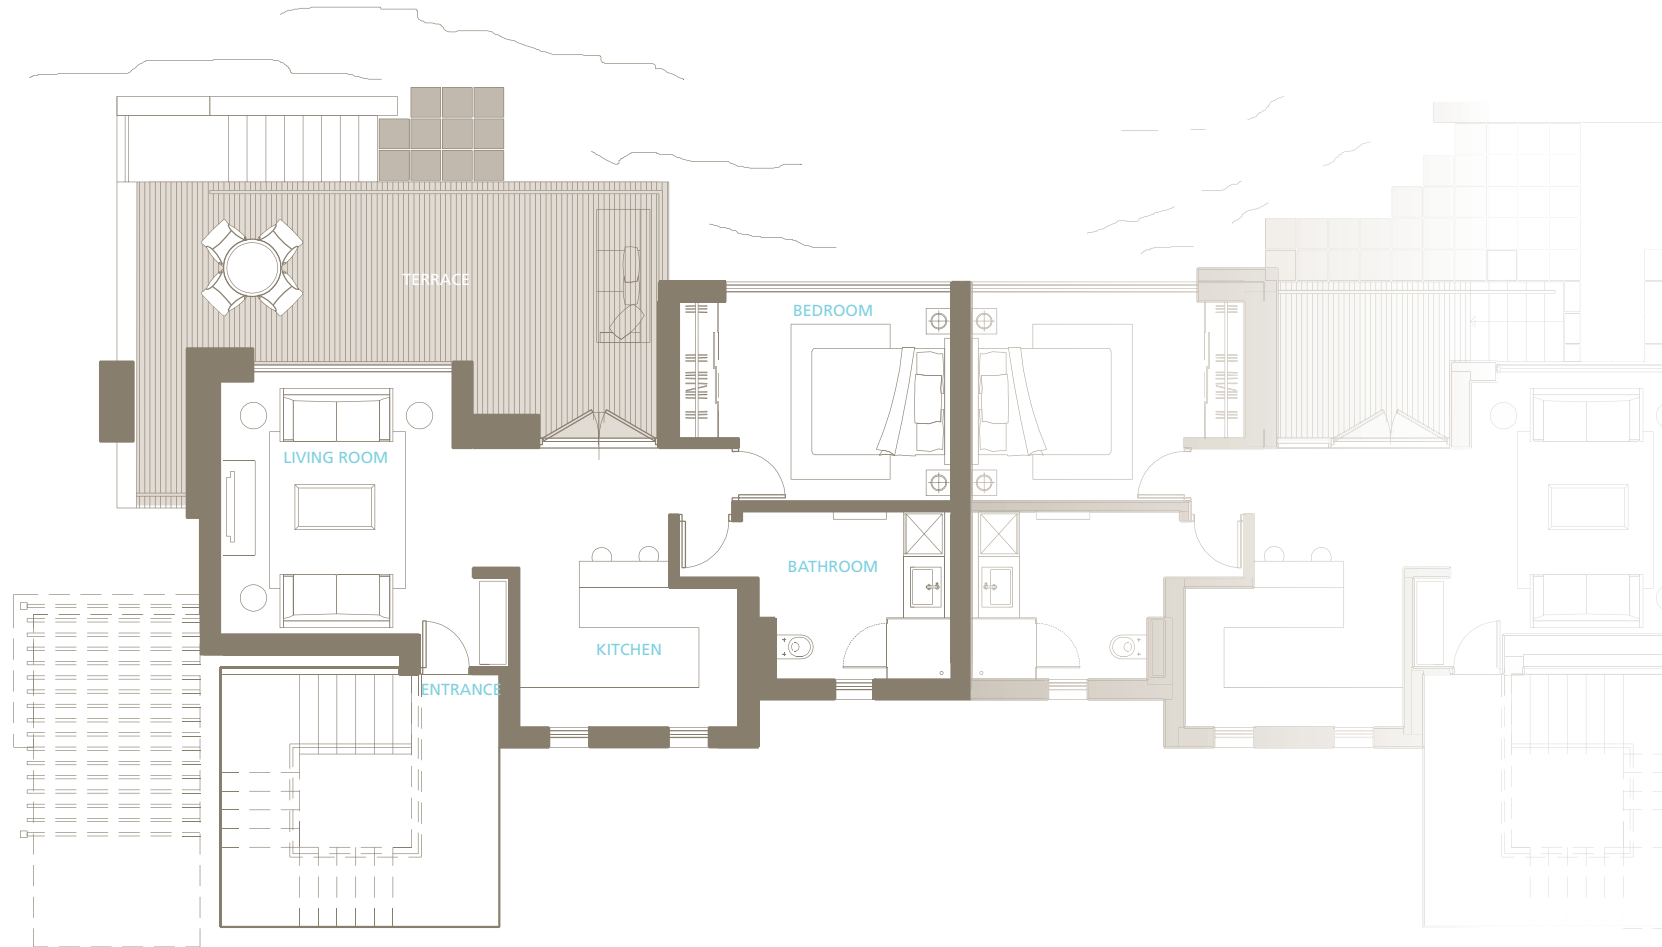 TERRACE
BEDROOM
LIVING ROOM
BATHROOM
KITCHEN
ENTRANCE